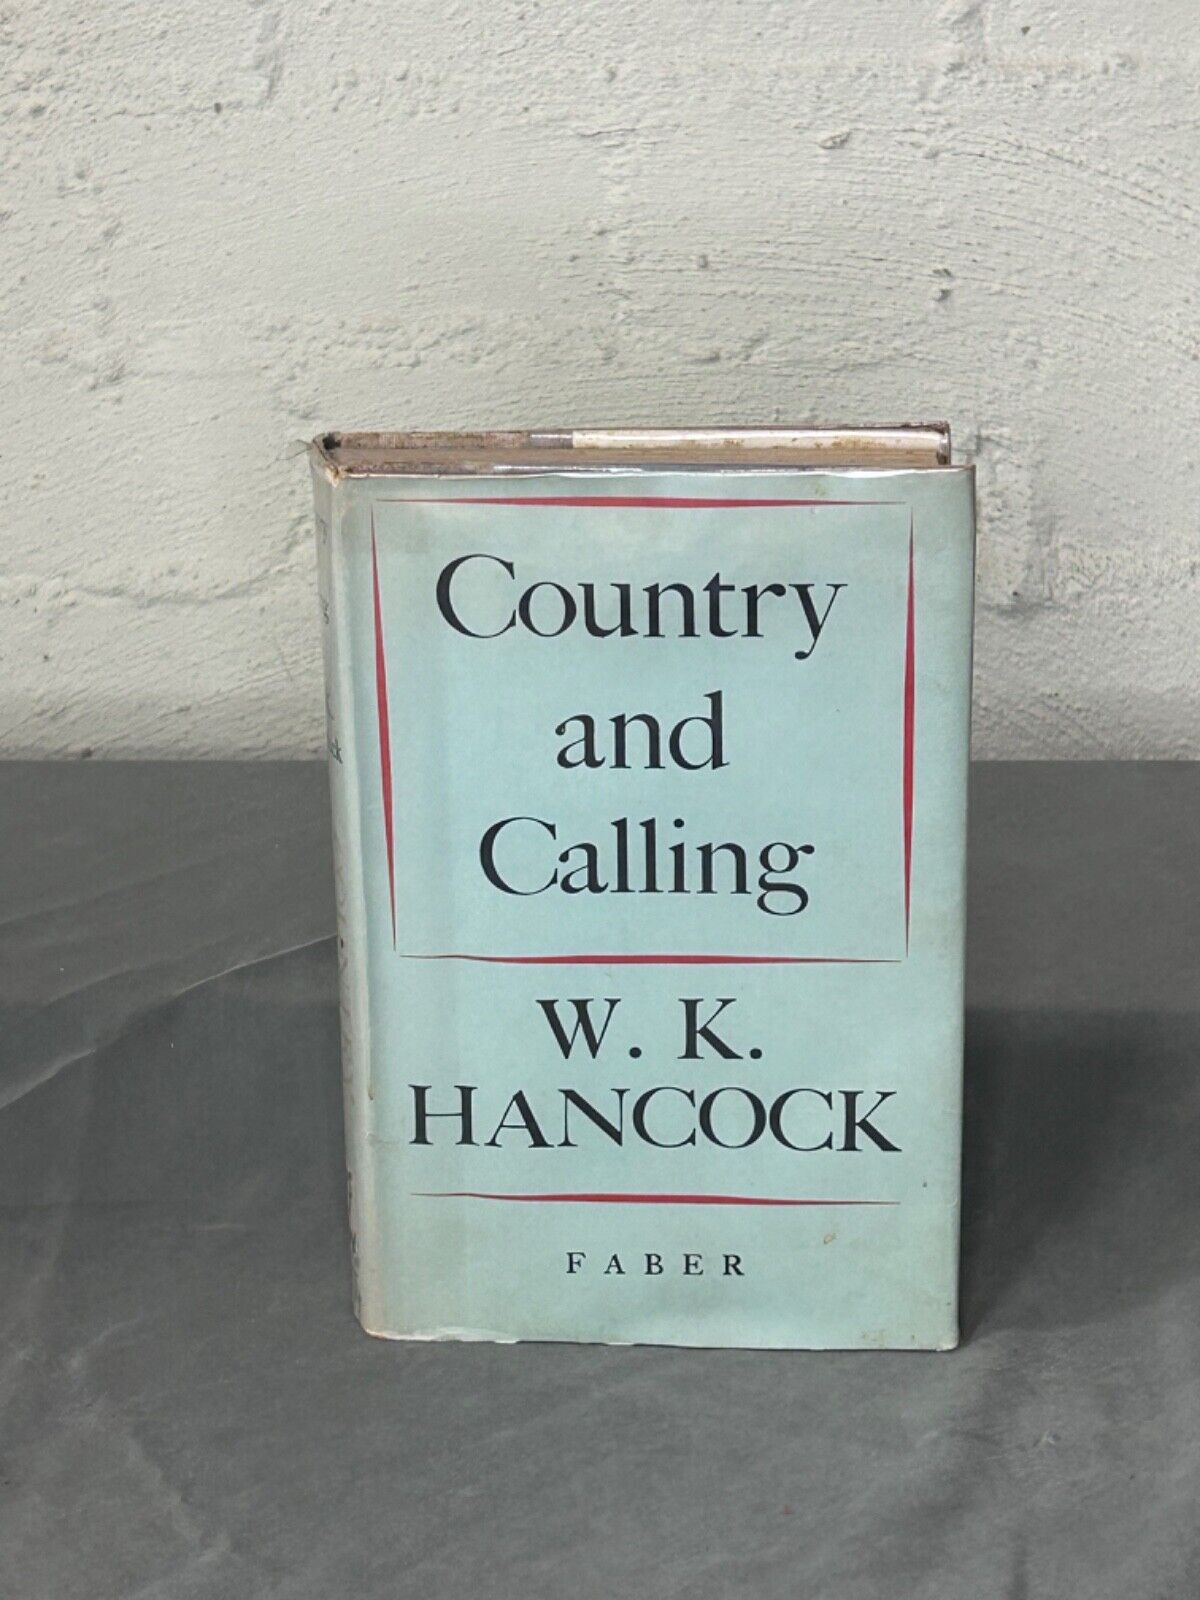 Country
and
Calling
W. K.
HANCOCK
FABER